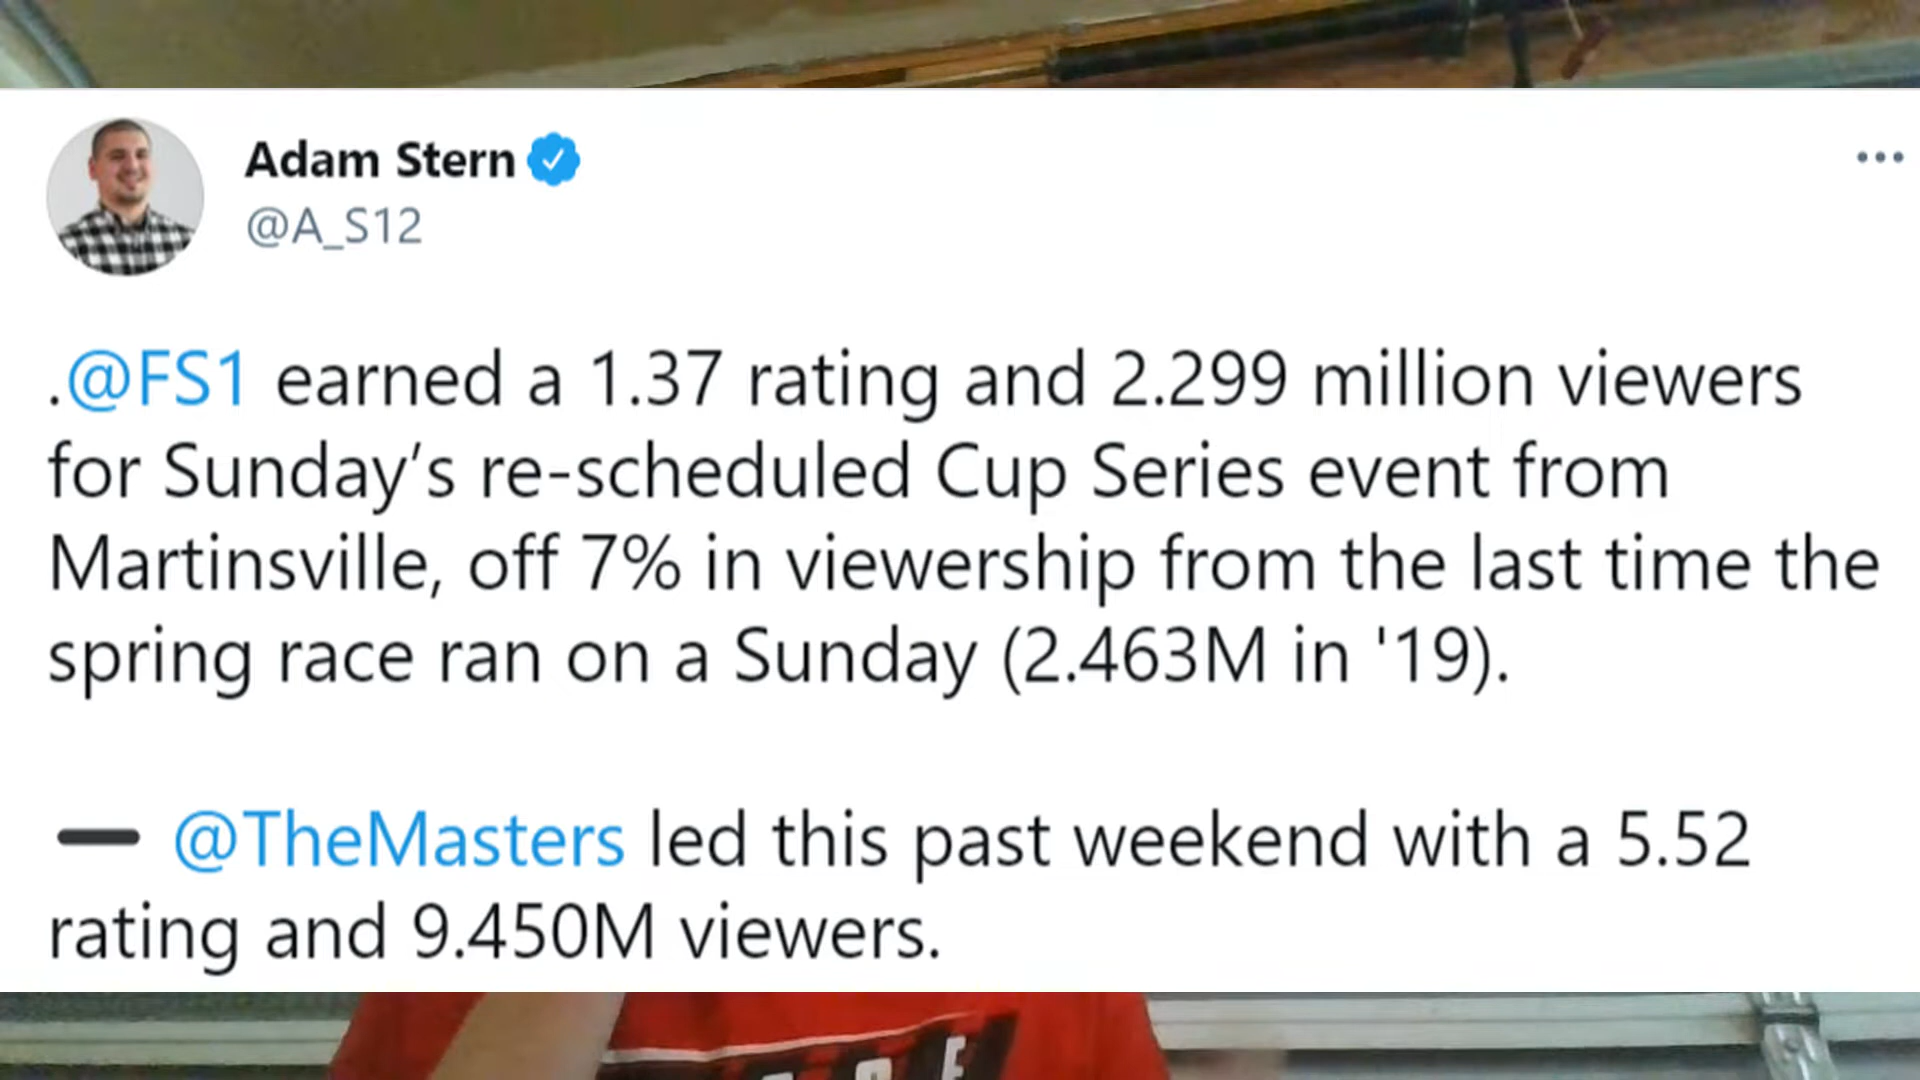 Adam Stern
@A_S12
.@FS1 earned a 1.37 rating and 2.299 million viewers
for Sunday’s re-scheduled Cup Series event from
Martinsville, off 7% in viewership from the last time the
spring race ran on a Sunday (2.463M in '19).
— @TheMasters led this past weekend with a 5.52
rating and 9.450M viewers.